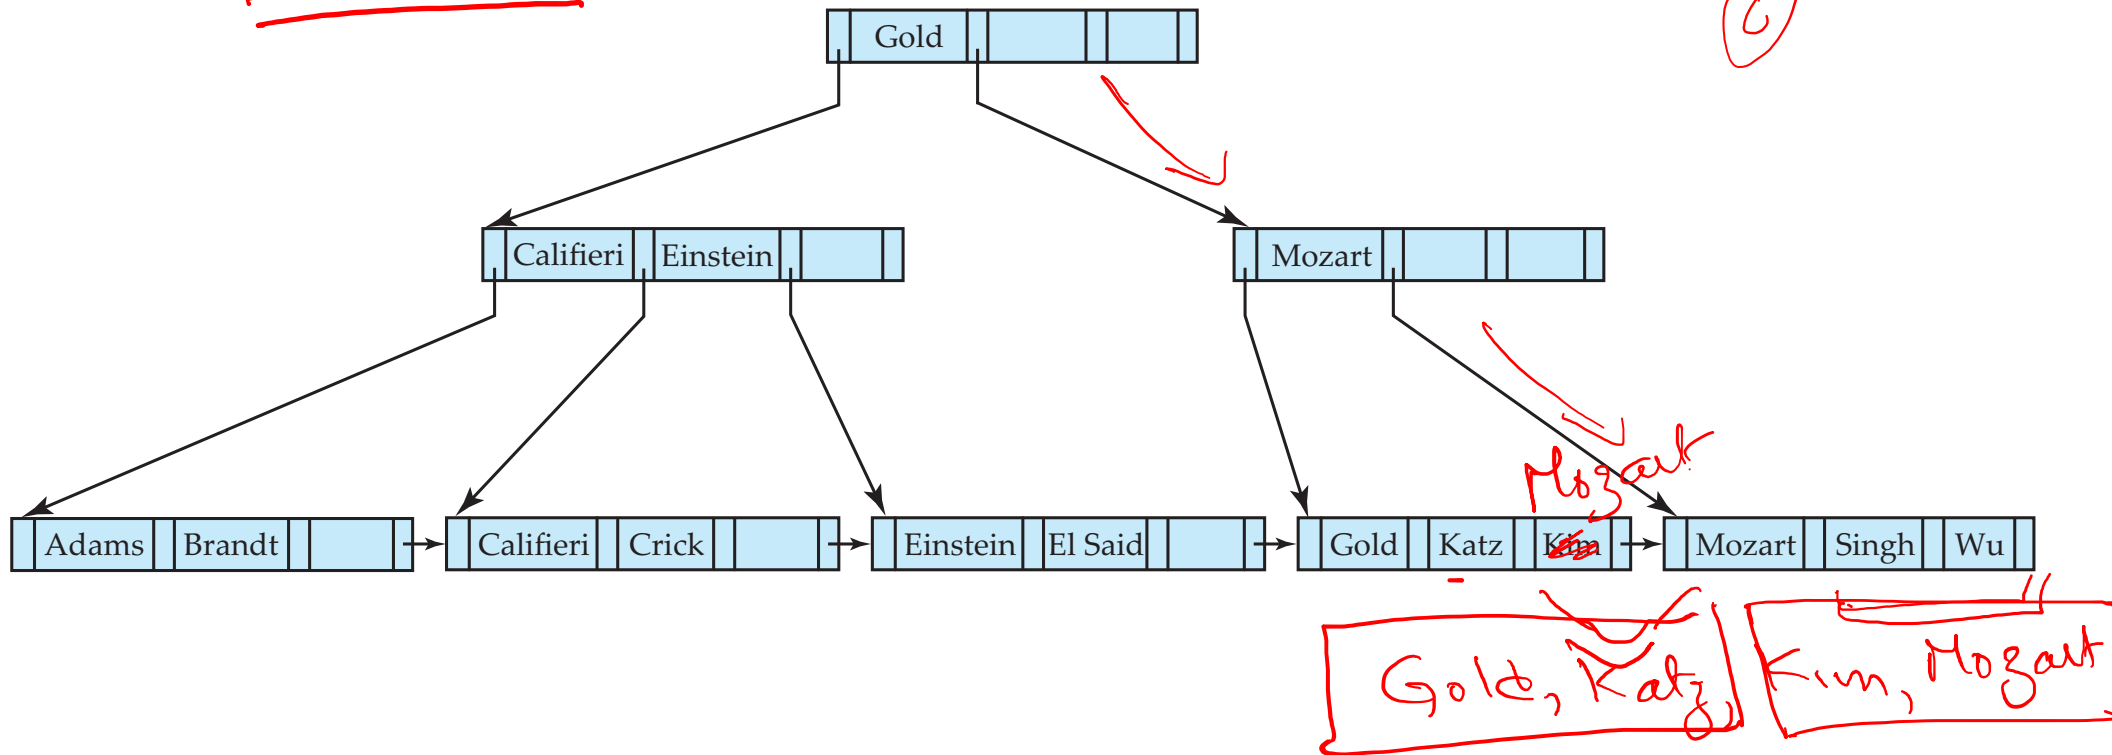 Gold
Califieri Einstein
Mozart
Mozart
Adams Brandt Califieri Crick Einstein El Said Gold Katz Kim Mozart Singh Wu
Gold, Katz, Kim, Mozart